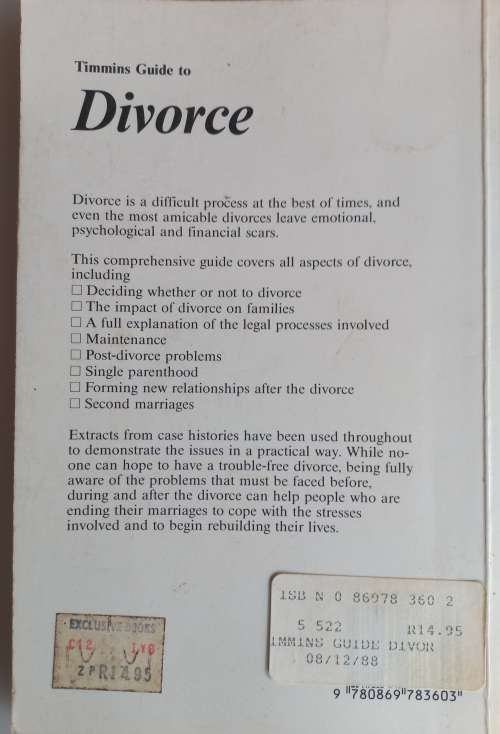 Timmins Guide to
Divorce
Divorce is a difficult process at the best of times, and
even the most amicable divorces leave emotional,
psychological and financial scars.
This comprehensive guide covers all aspects of divorce,
including
☐ Deciding whether or not to divorce
☐ The impact of divorce on families
☐ A full explanation of the legal processes involved
☐ Maintenance
☐ Post-divorce problems
☐ Single parenthood
☐ Forming new relationships after the divorce
☐ Second marriages
Extracts from case histories have been used throughout
to demonstrate the issues in a practical way. While no-
one can hope to have a trouble-free divorce, being fully
aware of the problems that must be faced before,
during and after the divorce can help people who are
ending their marriages to cope with the stresses
involved and to begin rebuilding their lives.
ISB N 0 86978 360 2
5 522 R14.95
IMMINS GUIDE DIVOR
08/12/88
9 780869 783603
EXCLUSIVE BOOKS
R14.95